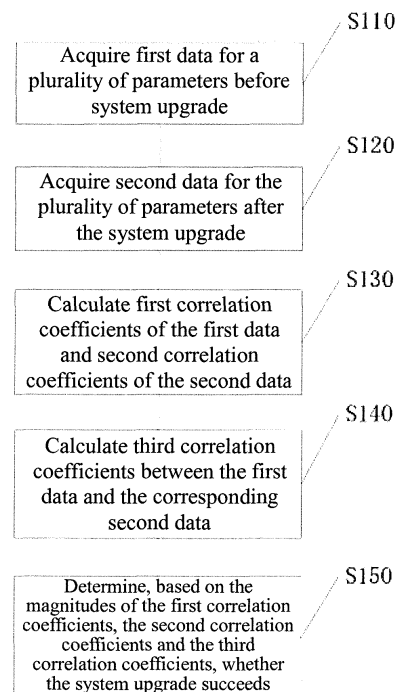 S110
Acquire first data for a
plurality of parameters before
system upgrade
S120
Acquire second data for the
plurality of parameters after
the system upgrade
S130
Calculate first correlation
coefficients of the first data
and second correlation
coefficients of the second data
S140
Calculate third correlation
coefficients between the first
data and the corresponding
second data
S150
Determine, based on the
magnitudes of the first correlation
coefficients, the second correlation
coefficients and the third
correlation coefficients, whether
the system upgrade succeeds